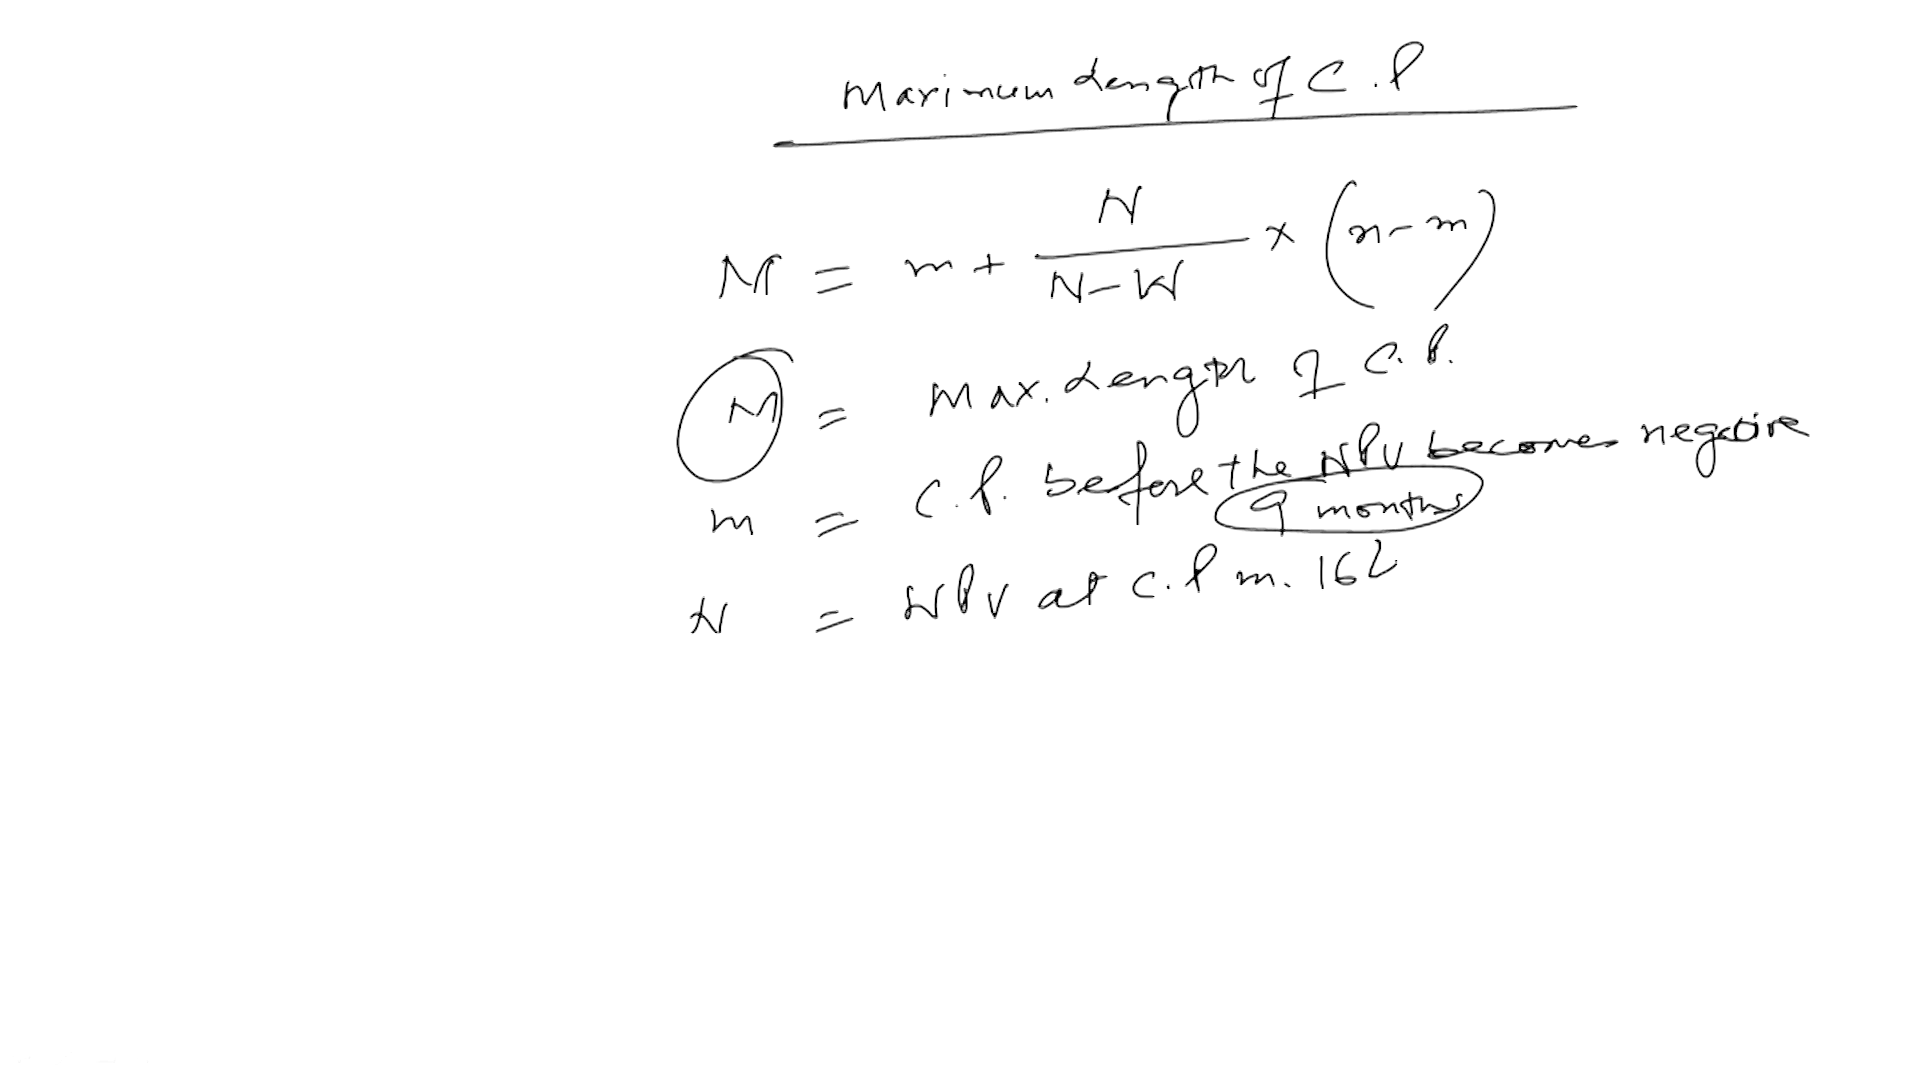 Maximum Length of C.P
M = m + N / N-W × (n-m)
M = Max. Length of C.P.
m = C.P. before the NPV becomes negative
9 months
N = NPV at C.P m. 162